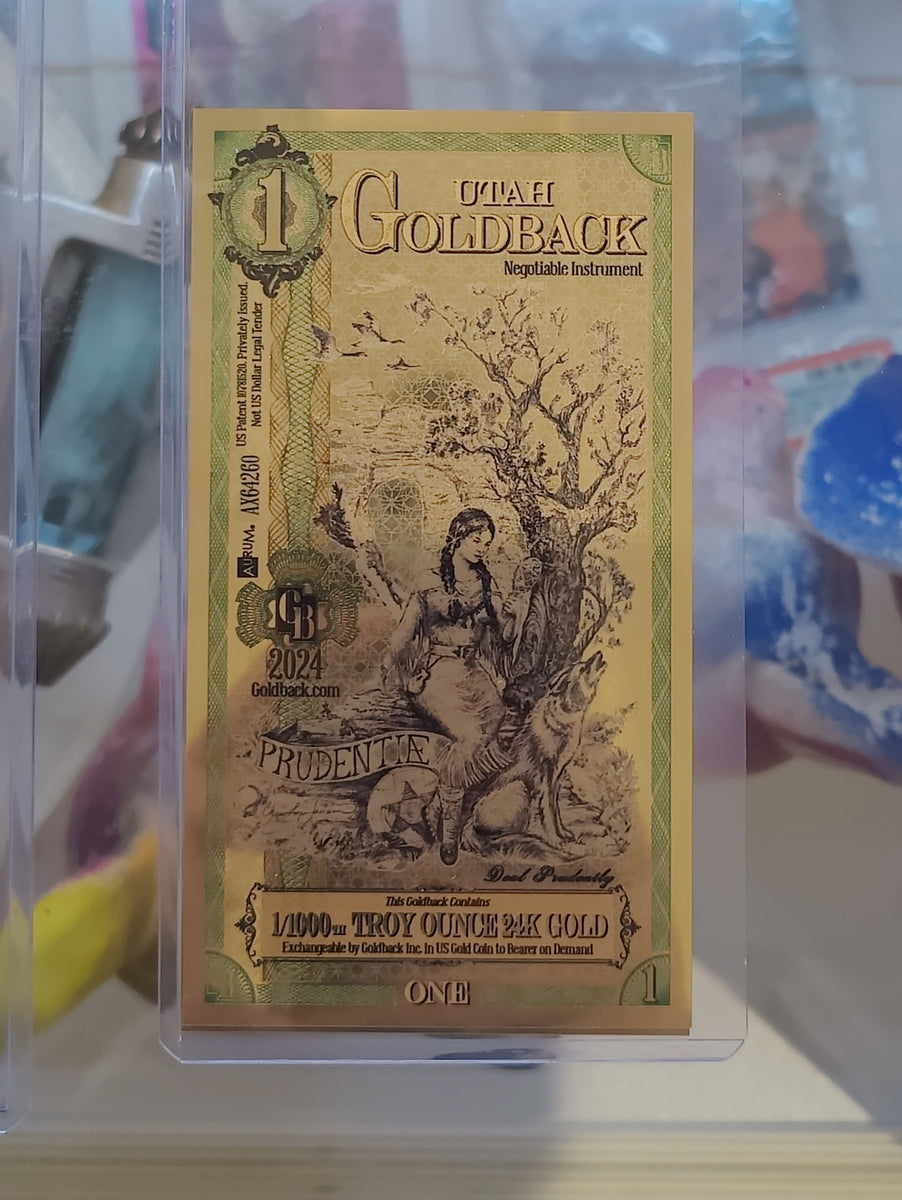 1
UTAH
GOLDBACK
Negotiable Instrument
US Patent 10781520. Privately Issued.
Not US Dollar Legal Tender
AURUM. AX64260
GB
2024
Goldback.com
PRUDENTIÆ
Deal Prudently
This Goldback Contains
1/1000TH TROY OUNCE 24K GOLD
Exchangeable by Goldback Inc. in US Gold Coin to Bearer on Demand
ONE
1